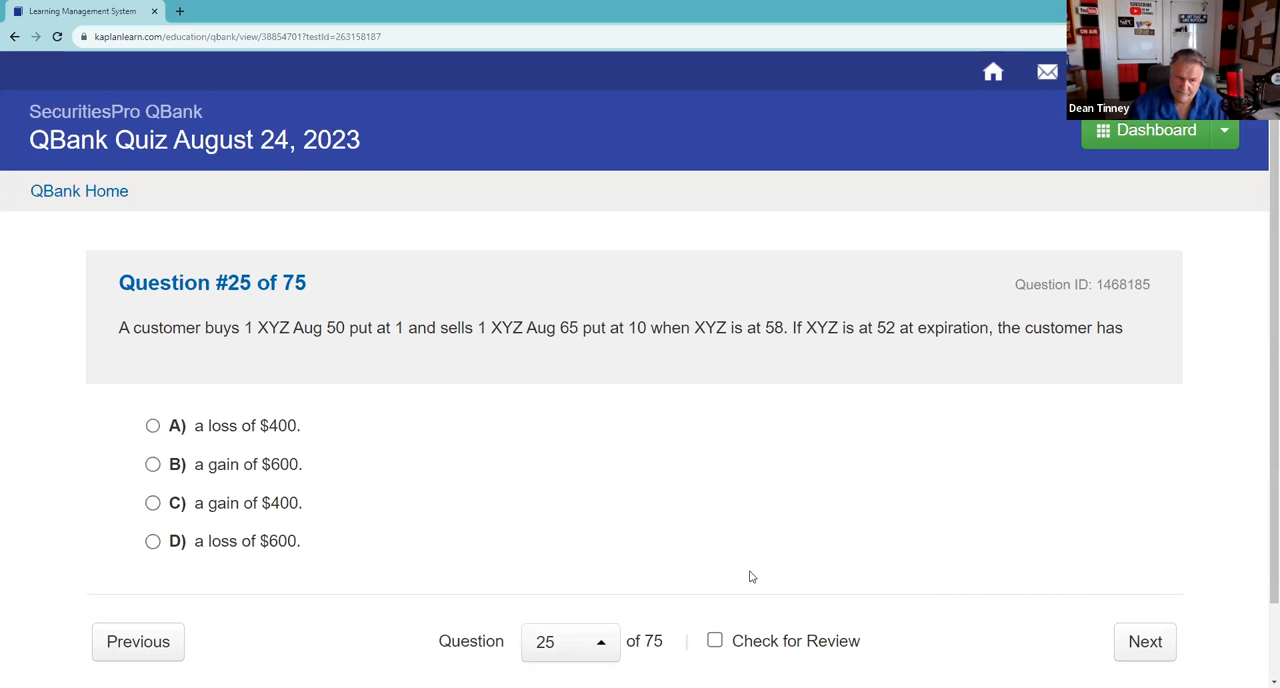 Learning Management System
kaplanlearn.com/education/qbank/view/38854701?testId=263158187
SUBSCRIBE
ON AIR
SIPC
Dean Tinney
SecuritiesPro QBank
QBank Quiz August 24, 2023
Dashboard
QBank Home
Question #25 of 75
Question ID: 1468185
A customer buys 1 XYZ Aug 50 put at 1 and sells 1 XYZ Aug 65 put at 10 when XYZ is at 58. If XYZ is at 52 at expiration, the customer has
A) a loss of $400.
B) a gain of $600.
C) a gain of $400.
D) a loss of $600.
Previous
Question 25 of 75
Check for Review
Next